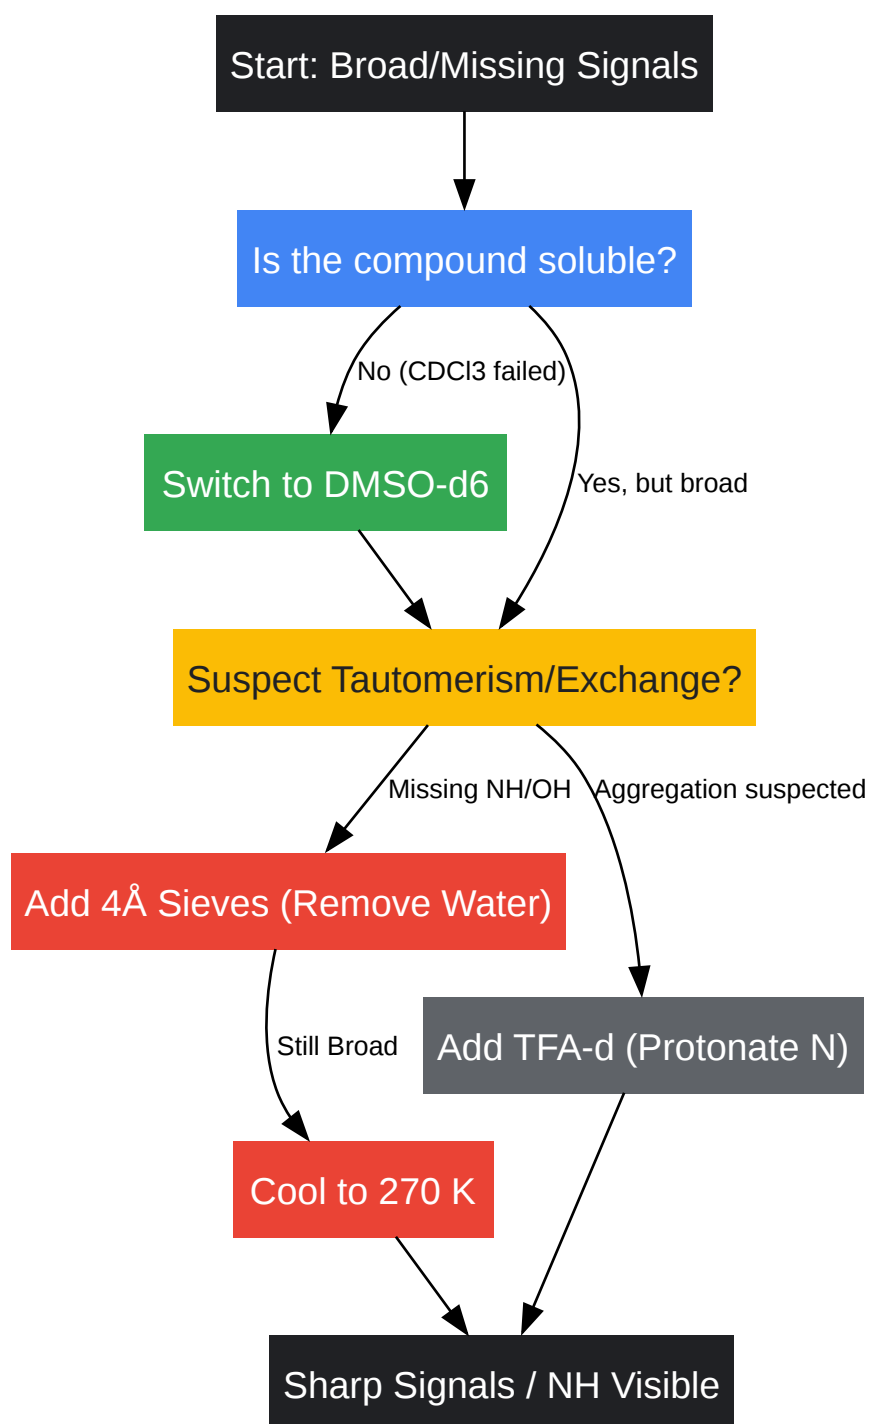 Start: Broad/Missing Signals
Is the compound soluble?
No (CDCl3 failed)
Switch to DMSO-d6
Yes, but broad
Suspect Tautomerism/Exchange?
Missing NH/OH
Aggregation suspected
Add 4Å Sieves (Remove Water)
Still Broad
Add TFA-d (Protonate N)
Cool to 270 K
Sharp Signals / NH Visible